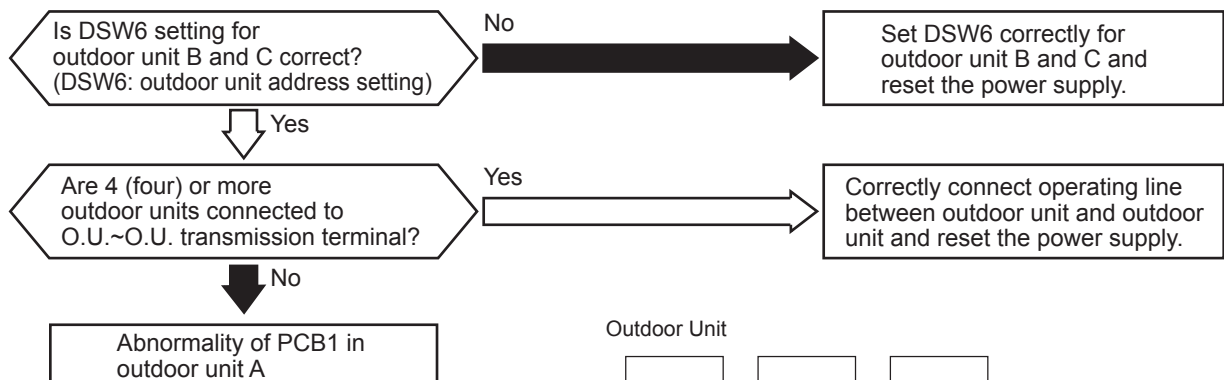 Is DSW6 setting for
outdoor unit B and C correct?
(DSW6: outdoor unit address setting)
No
Set DSW6 correctly for
outdoor unit B and C and
reset the power supply.
Yes
Are 4 (four) or more
outdoor units connected to
O.U.~O.U. transmission terminal?
Yes
Correctly connect operating line
between outdoor unit and outdoor
unit and reset the power supply.
No
Abnormality of PCB1 in
outdoor unit A
Outdoor Unit